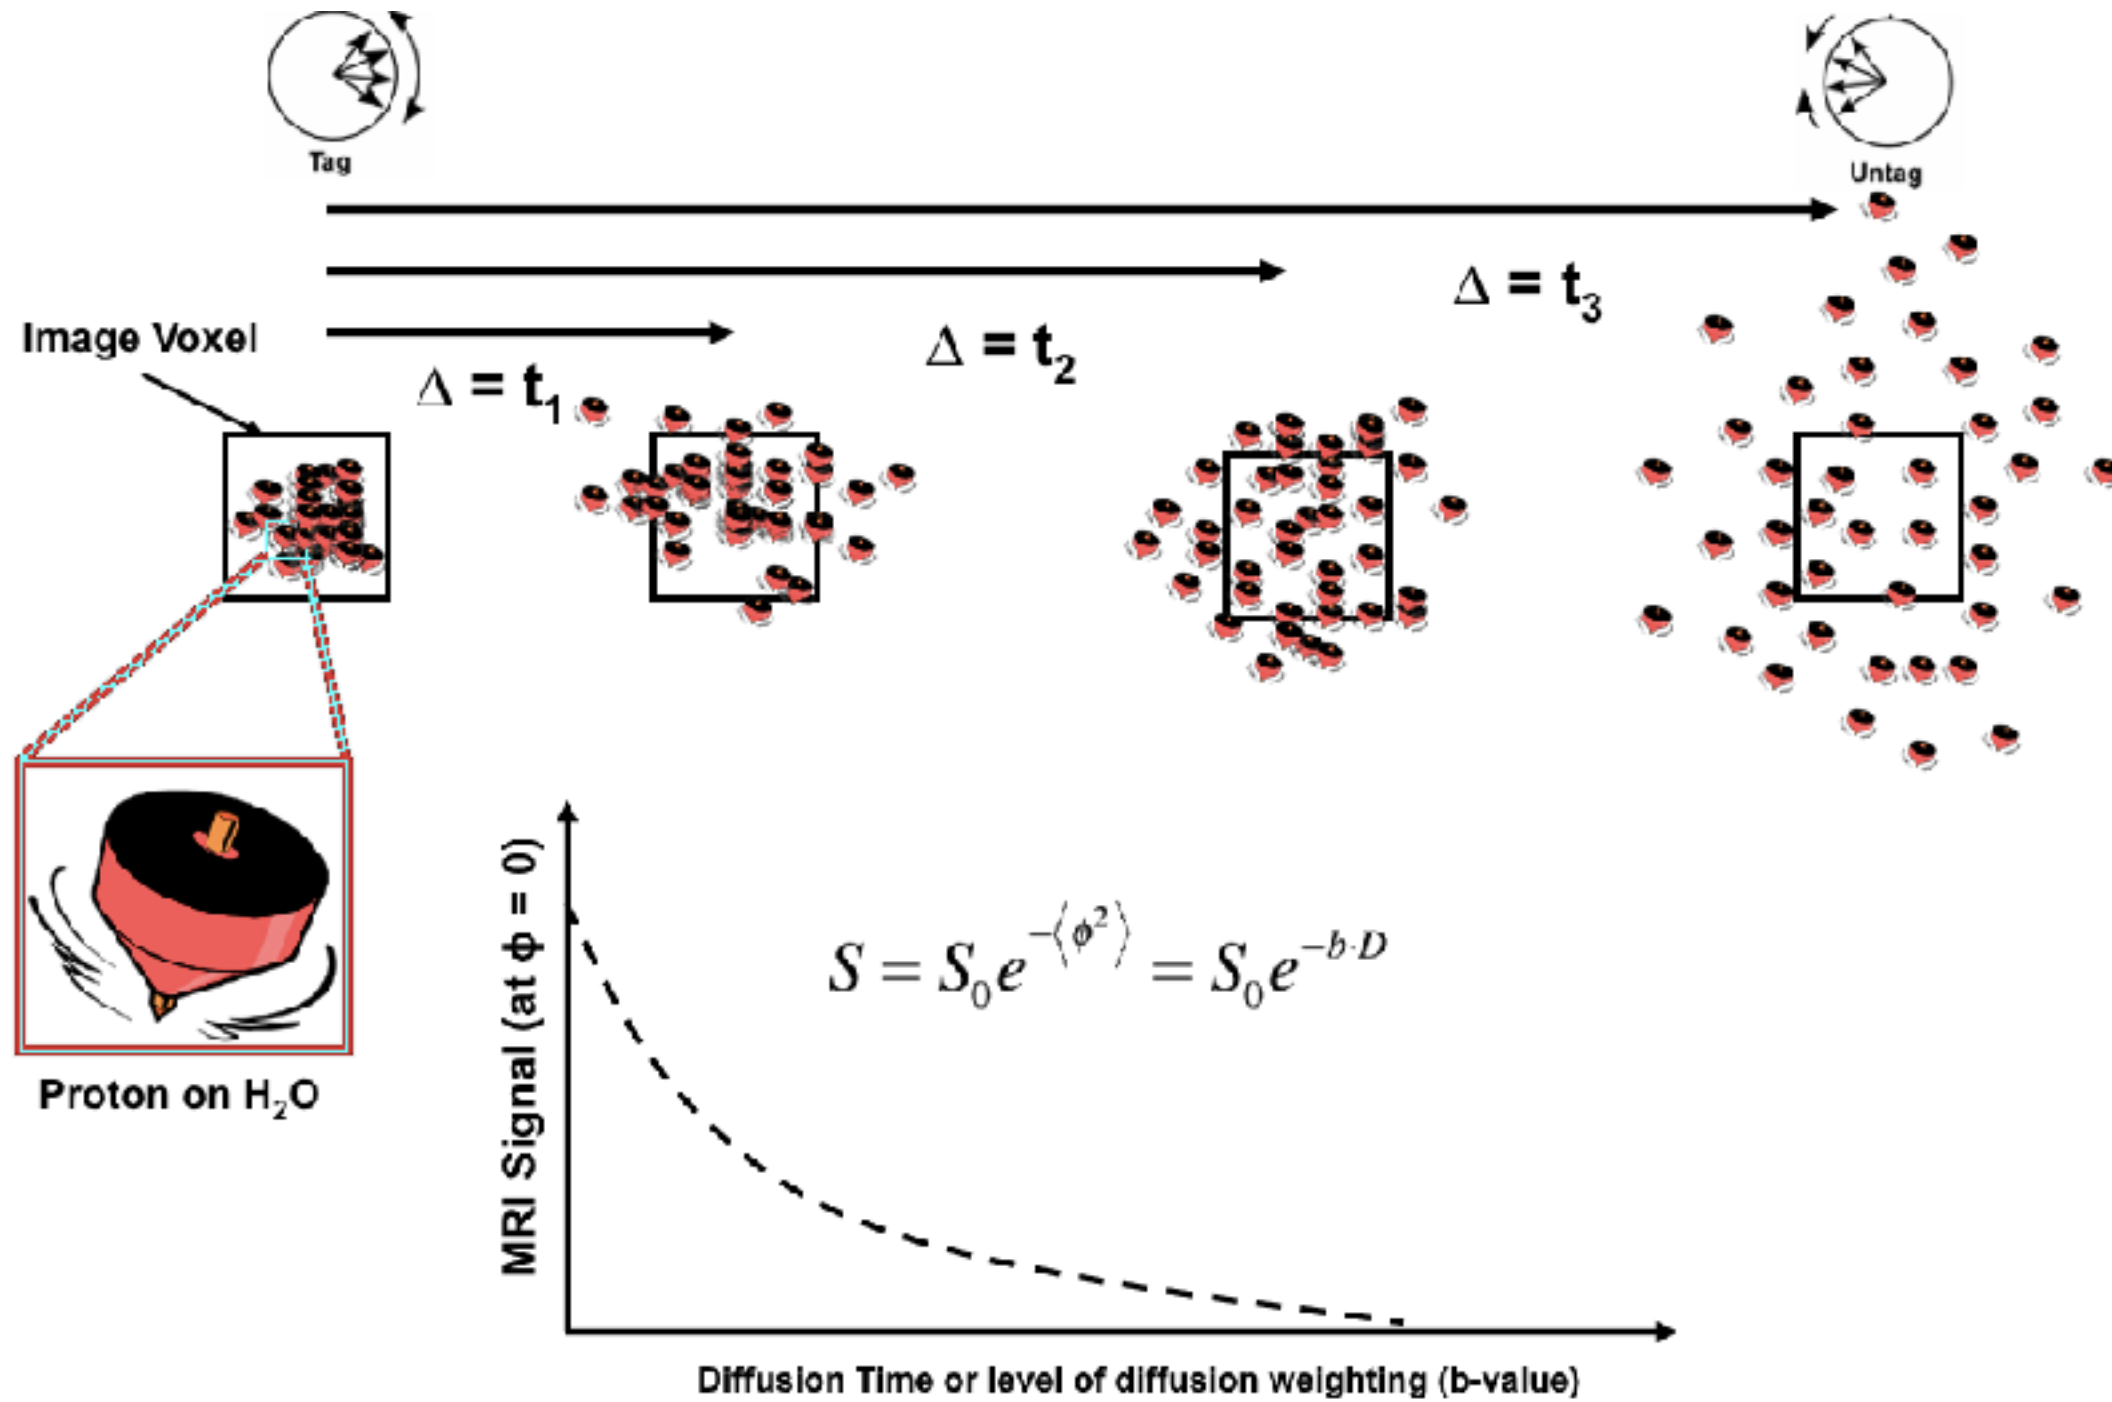 Tag
Untag
Δ = t₃
Image Voxel
Δ = t₂
Δ = t₁
Proton on H₂O
MRI Signal (at ϕ = 0)
S = S₀e^{-⟨ϕ²⟩} = S₀e^{-b·D}
Diffusion Time or level of diffusion weighting (b-value)